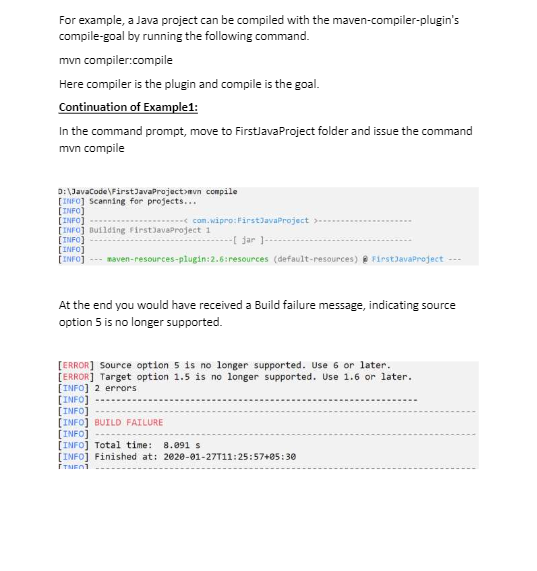 For example, a Java project can be compiled with the maven-compiler-plugin's
compile-goal by running the following command.
mvn compiler:compile
Here compiler is the plugin and compile is the goal.
Continuation of Example1:
In the command prompt, move to FirstJavaProject folder and issue the command
mvn compile
D:\JavaCode\FirstJavaProject>mvn compile
[INFO] Scanning for projects...
[INFO]
[INFO] ------------------< com.wipro:FirstJavaProject >------------------
[INFO] Building FirstJavaProject 1
[INFO] ---------------------------[ jar ]----------------------------
[INFO]
[INFO] --- maven-resources-plugin:2.6:resources (default-resources) @ FirstJavaProject ---
At the end you would have received a Build failure message, indicating source
option 5 is no longer supported.
[ERROR] Source option 5 is no longer supported. Use 6 or later.
[ERROR] Target option 1.5 is no longer supported. Use 1.6 or later.
[INFO] 2 errors
[INFO] -------------------------------------------------------------
[INFO] ------------------------------------------------------------------------
[INFO] BUILD FAILURE
[INFO] ------------------------------------------------------------------------
[INFO] Total time: 8.091 s
[INFO] Finished at: 2020-01-27T11:25:57+05:30
[INFO] ------------------------------------------------------------------------